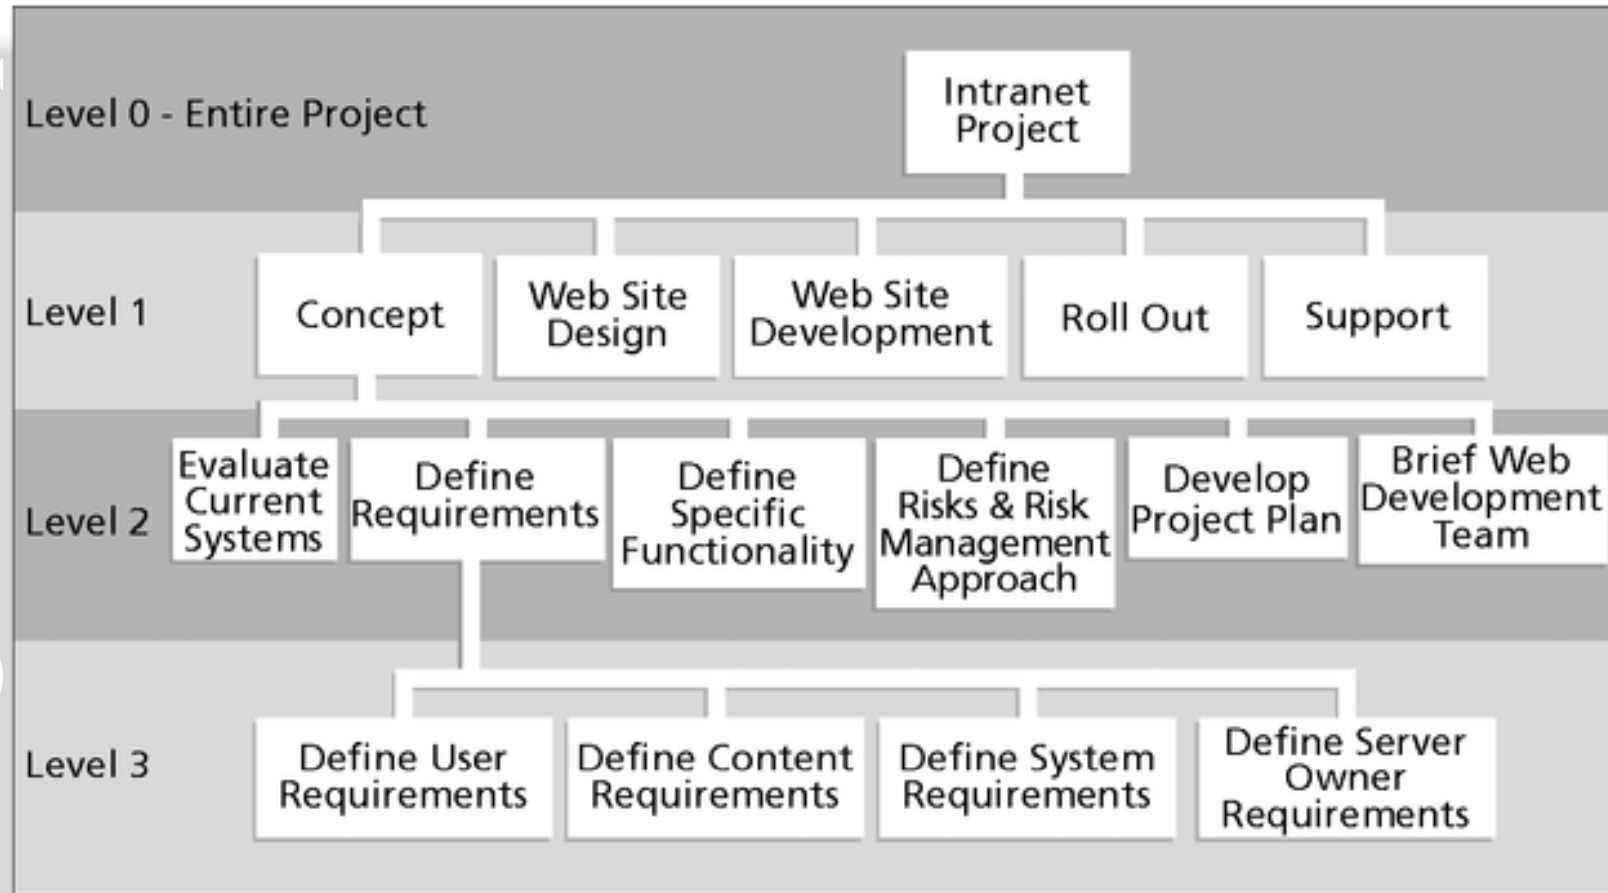 Level 0 - Entire Project
Intranet
Project
Level 1
Concept
Web Site
Design
Web Site
Development
Roll Out
Support
Level 2
Evaluate
Current
Systems
Define
Requirements
Define
Specific
Functionality
Define
Risks & Risk
Management
Approach
Develop
Project Plan
Brief Web
Development
Team
Level 3
Define User
Requirements
Define Content
Requirements
Define System
Requirements
Define Server
Owner
Requirements